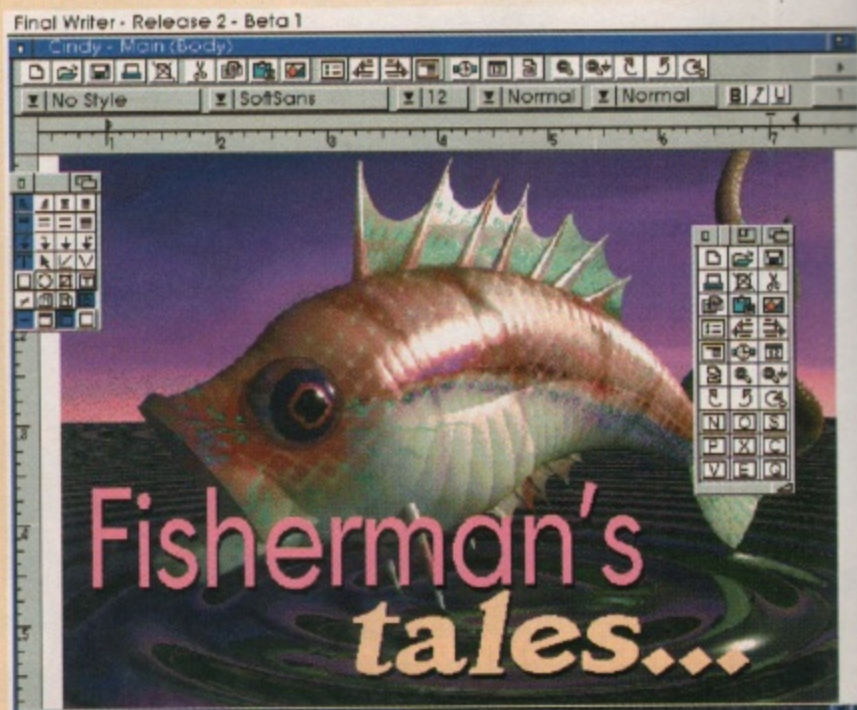 Final Writer - Release 2 - Beta 1
Cindy - Main (Body)
No Style SoftSans 12 Normal Normal B I U
1 2 3 4 5 6 7
N O S
P X C
V E Q
Fisherman's
tales...